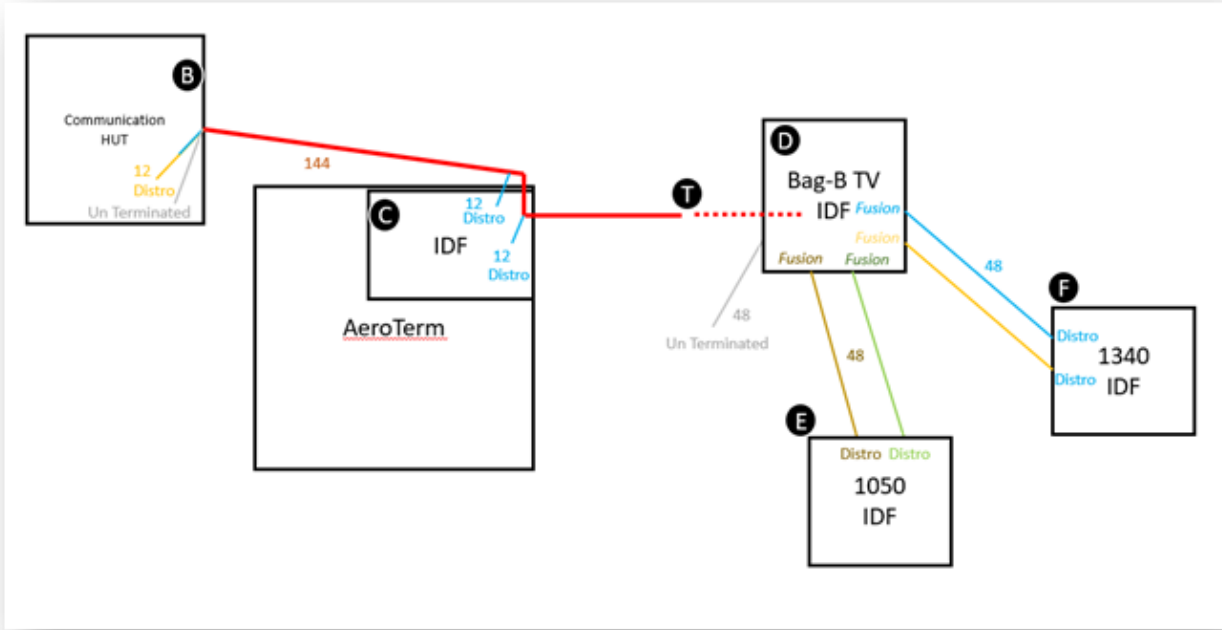 B
Communication
HUT
12
Distro
Un Terminated
144
C
12
Distro
IDF
12
Distro
AeroTerm
T
D
Bag-B TV
IDF
Fusion
Fusion
Fusion
Fusion
48
Un Terminated
48
48
F
Distro
1340
Distro
IDF
E
Distro
Distro
1050
IDF